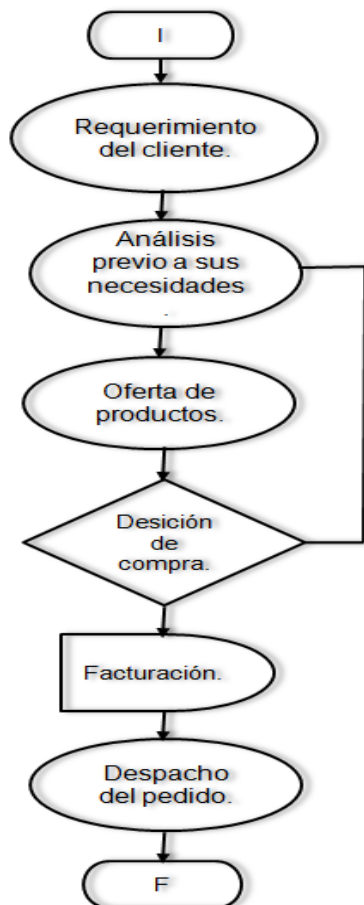 I
Requerimiento
del cliente.
Análisis
previo a sus
necesidades
.
Oferta de
productos.
Desición
de
compra.
Facturación.
Despacho
del pedido.
F